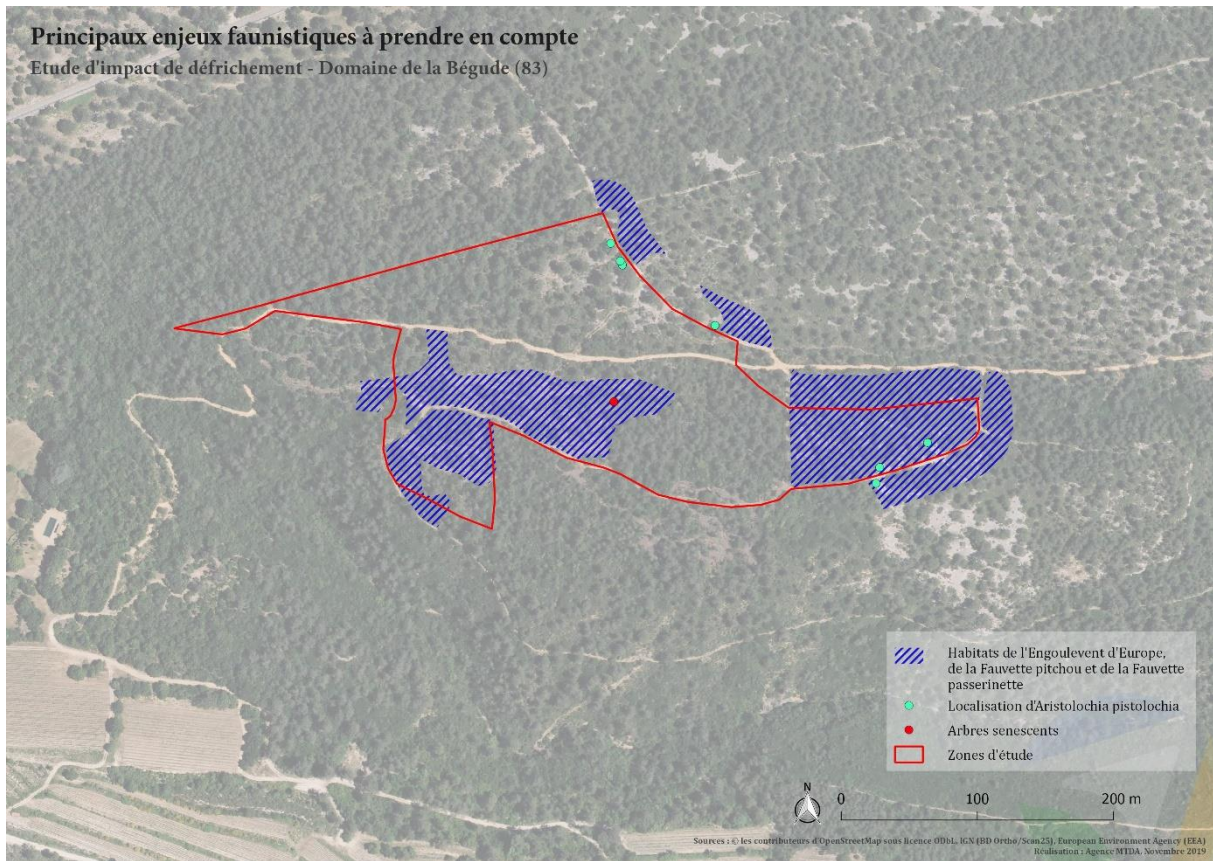 Principaux enjeux faunistiques à prendre en compte
Etude d'impact de défrichement - Domaine de la Bégude (83)
Habitats de l'Engoulevent d'Europe,
de la Fauvette pitchou et de la Fauvette
passerinette
Localisation d'Aristolochia pistolochia
Arbres senescents
Zones d'étude
N
0 100 200 m
Sources : © les contributeurs d'OpenStreetMap sous licence ODbL, IGN (BD Ortho/Scan25), European Environment Agency (EEA)
Réalisation : Agence MTDA, Novembre 2019